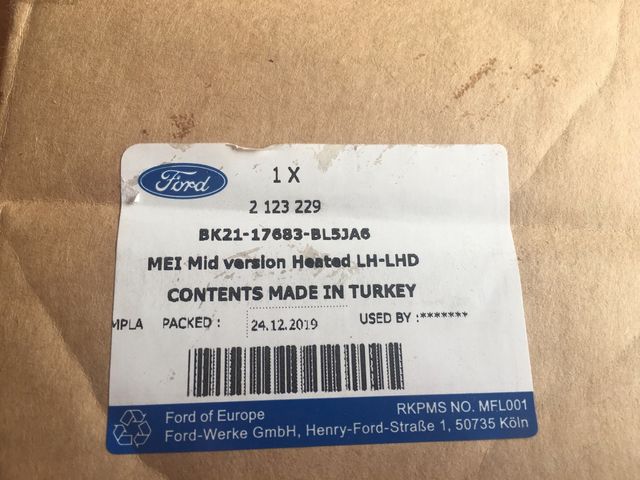 Ford
1 X
2 123 229
BK21-17683-BL5JA6
MEI Mid version Heated LH-LHD
CONTENTS MADE IN TURKEY
MPLA PACKED : 24.12.2019 USED BY :*******
Ford of Europe
RKPMS NO. MFL001
Ford-Werke GmbH, Henry-Ford-Straße 1, 50735 Köln